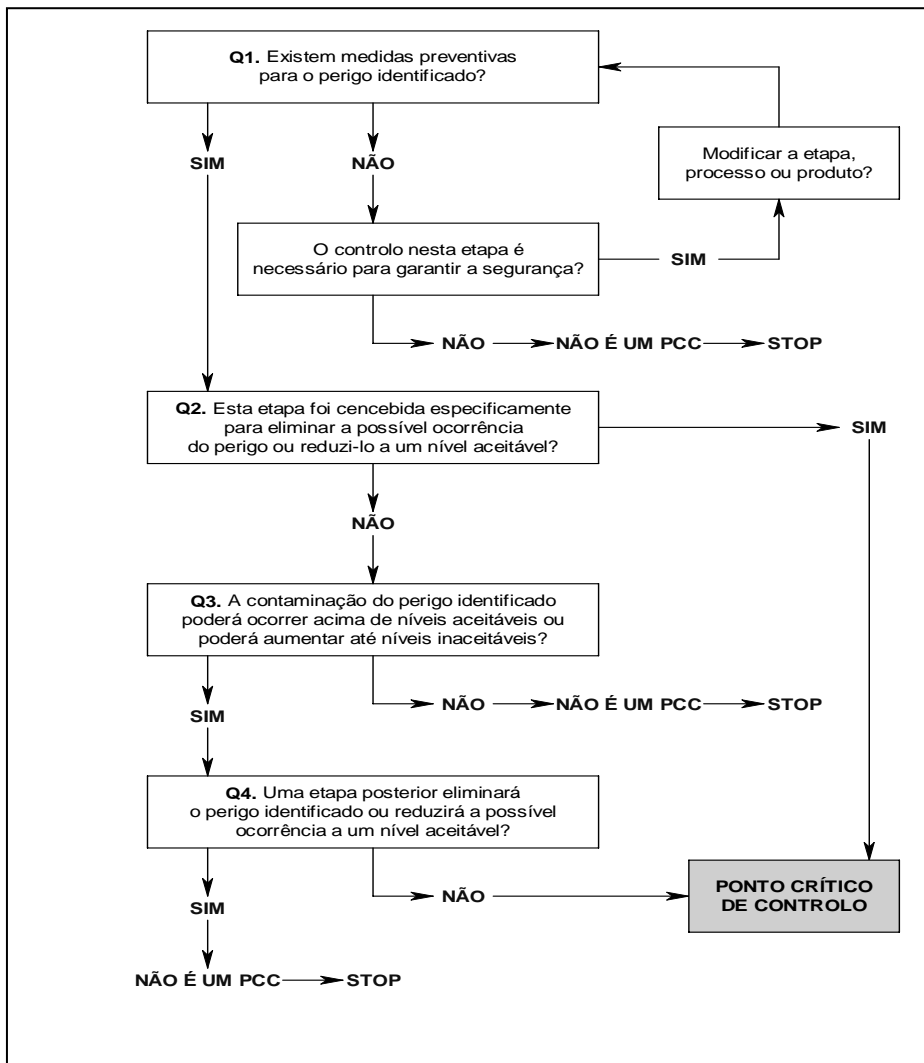 Q1. Existem medidas preventivas
para o perigo identificado?
SIM
NÃO
Modificar a etapa,
processo ou produto?
O controlo nesta etapa é
necessário para garantir a segurança?
SIM
NÃO
NÃO É UM PCC
STOP
Q2. Esta etapa foi cencebida especificamente
para eliminar a possível ocorrência
do perigo ou reduzi-lo a um nível aceitável?
SIM
NÃO
Q3. A contaminação do perigo identificado
poderá ocorrer acima de níveis aceitáveis ou
poderá aumentar até níveis inaceitáveis?
SIM
NÃO
NÃO É UM PCC
STOP
Q4. Uma etapa posterior eliminará
o perigo identificado ou reduzirá a possível
ocorrência a um nível aceitável?
SIM
NÃO
PONTO CRÍTICO
DE CONTROLO
NÃO É UM PCC
STOP